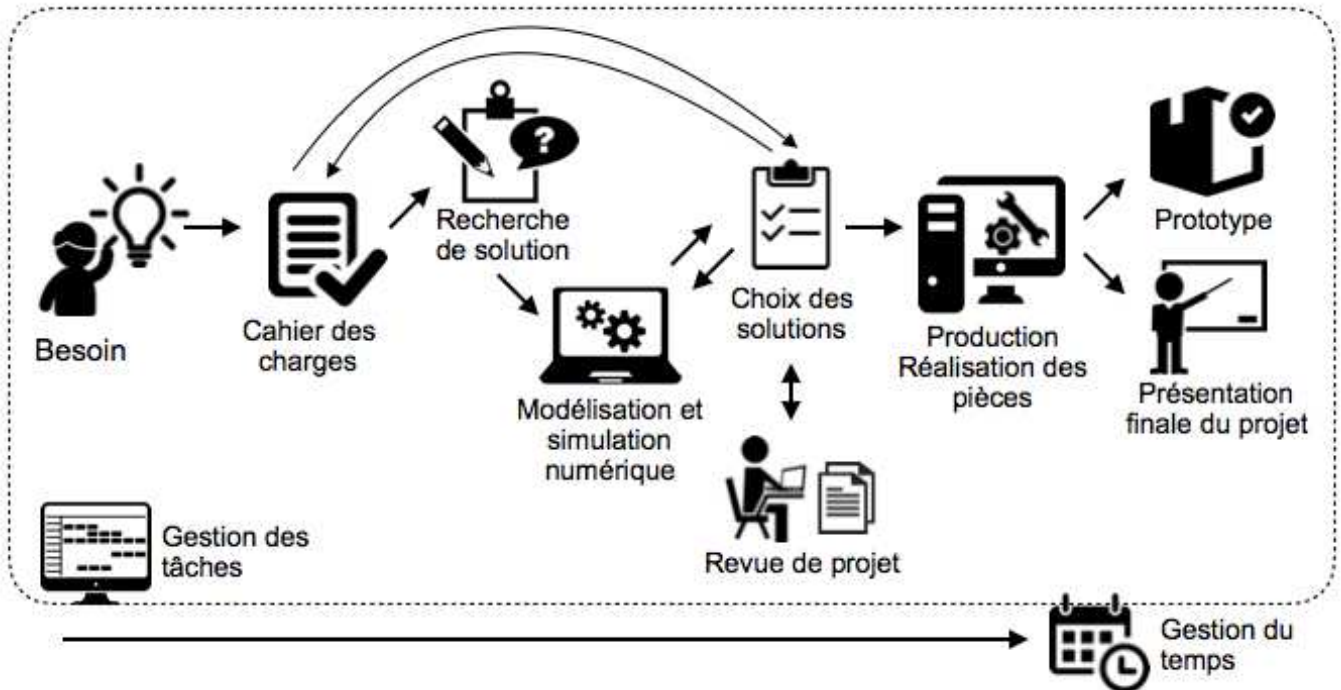 Besoin
Cahier des
charges
?
Recherche
de solution
Modélisation et
simulation
numérique
Choix des
solutions
Revue de projet
Production
Réalisation des
pièces
Prototype
Présentation
finale du projet
Gestion des
tâches
Gestion du
temps